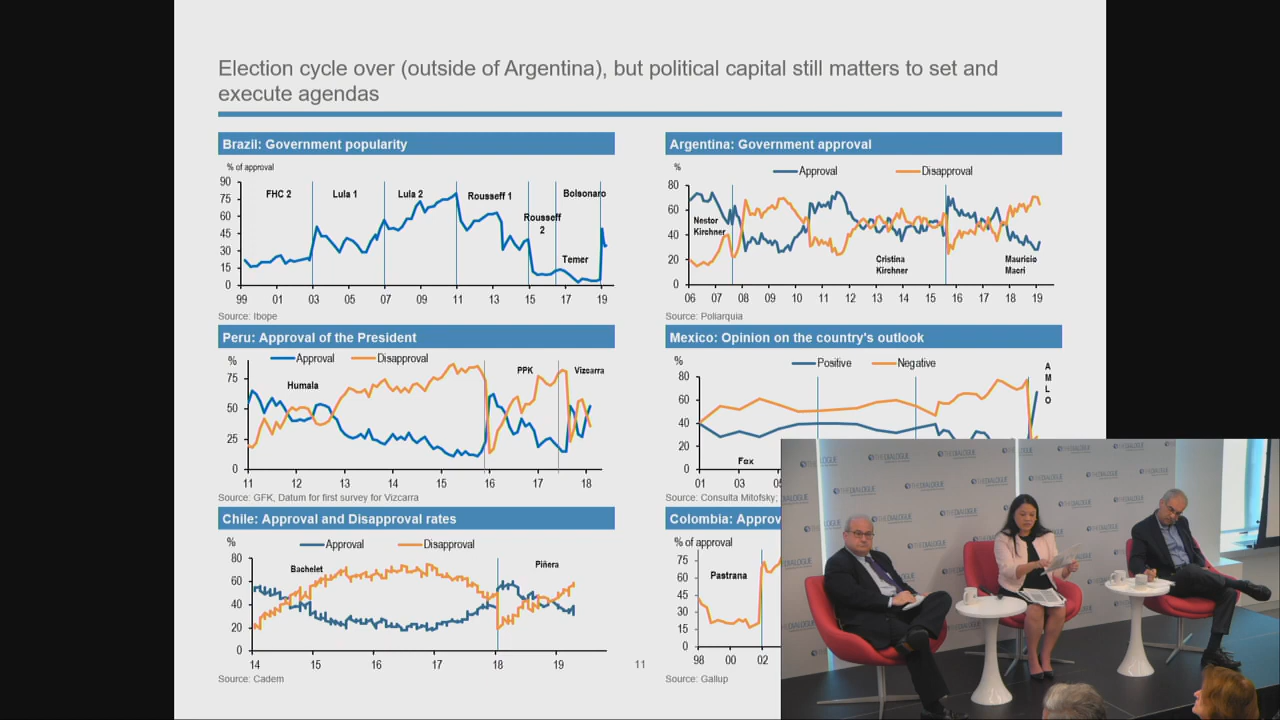 Election cycle over (outside of Argentina), but political capital still matters to set and
execute agendas
Brazil: Government popularity
% of approval
90
75
60
45
30
15
0
FHC 2
Lula 1
Lula 2
Rousseff 1
Rousseff
2
Temer
Bolsonaro
99 01 03 05 07 09 11 13 15 17 19
Source: Ibope
Argentina: Government approval
%
Approval
Disapproval
80
60
40
20
0
Nestor
Kirchner
Cristina
Kirchner
Mauricio
Macri
06 07 08 09 10 11 12 13 14 15 16 17 18 19
Source: Poliarquia
Peru: Approval of the President
%
Approval
Disapproval
75
50
25
0
Humala
PPK
Vizcarra
11 12 13 14 15 16 17 18
Source: GFK, Datum for first survey for Vizcarra
Mexico: Opinion on the country's outlook
%
Positive
Negative
80
60
40
20
0
Fox
A
M
L
O
01 03 05
Source: Consulta Mitofsky;
Chile: Approval and Disapproval rates
%
Approval
Disapproval
80
60
40
20
0
Bachelet
Piñera
14 15 16 17 18 19
Source: Cadem
11
Colombia: Approv
% of approval
75
60
45
30
15
0
Pastrana
98 00 02
Source: Gallup
THE DIALOGUE